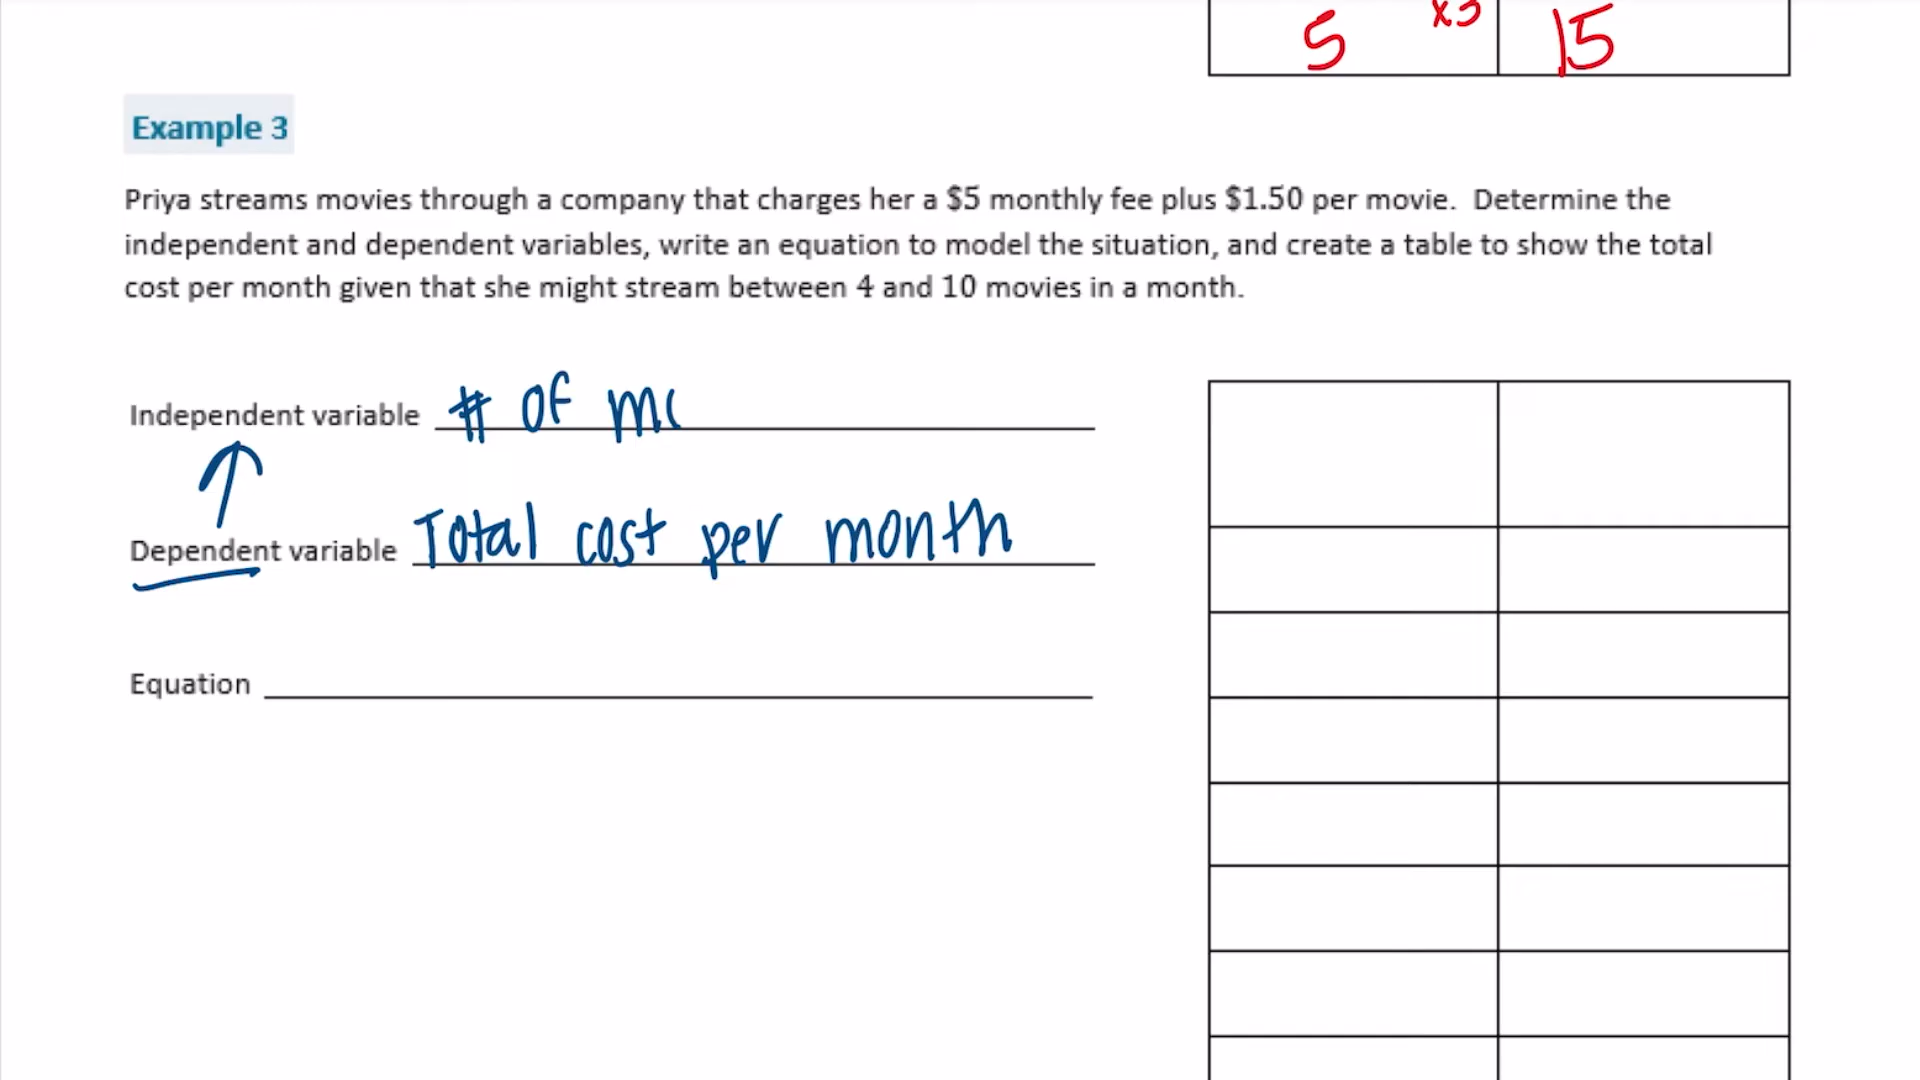 5 x3 15
Example 3
Priya streams movies through a company that charges her a $5 monthly fee plus $1.50 per movie. Determine the
independent and dependent variables, write an equation to model the situation, and create a table to show the total
cost per month given that she might stream between 4 and 10 movies in a month.
Independent variable # of mo
Dependent variable Total cost per month
Equation